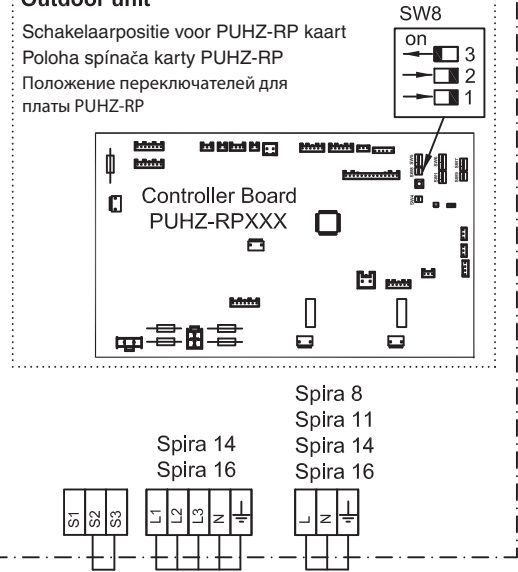 Outdoor unit
Schakelaarpositie voor PUHZ-RP kaart
Poloha spínača karty PUHZ-RP
Положение переключателей для
платы PUHZ-RP
SW8
on
3
2
1
Controller Board
PUHZ-RPXXX
Spira 14
Spira 16
Spira 8
Spira 11
Spira 14
Spira 16
S1 S2 S3
L1 L2 L3 N
L N